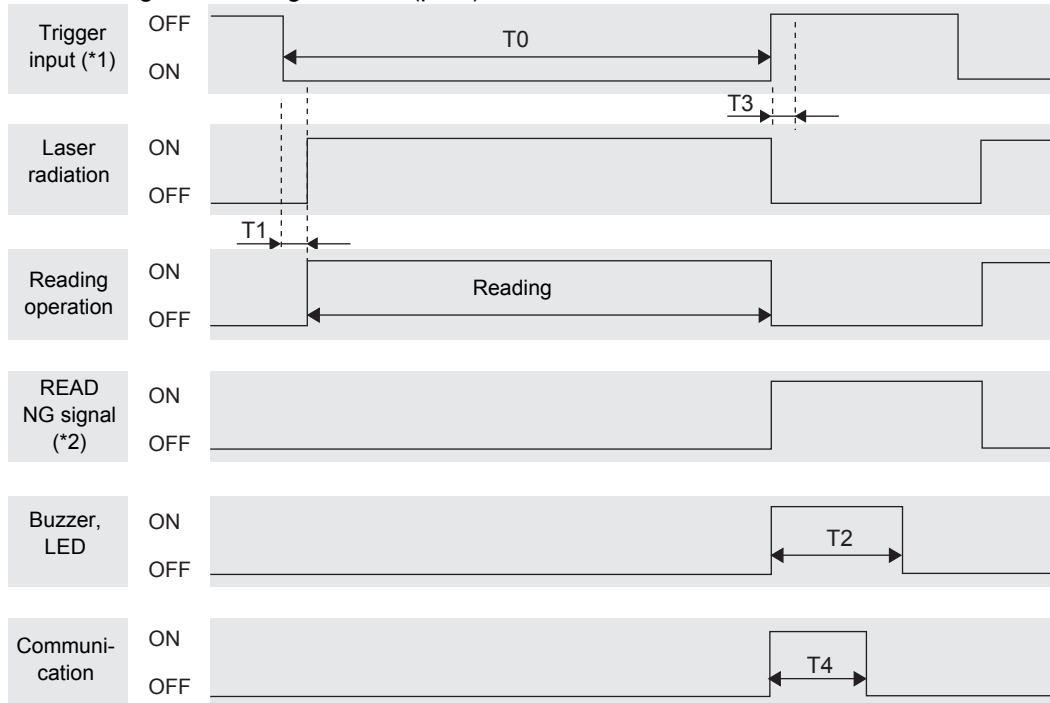 Trigger
input (*1)
OFF
ON
T0
T3
Laser
radiation
ON
OFF
T1
Reading
operation
ON
OFF
Reading
READ
NG signal
(*2)
ON
OFF
Buzzer,
LED
ON
OFF
T2
Communi-
cation
ON
OFF
T4